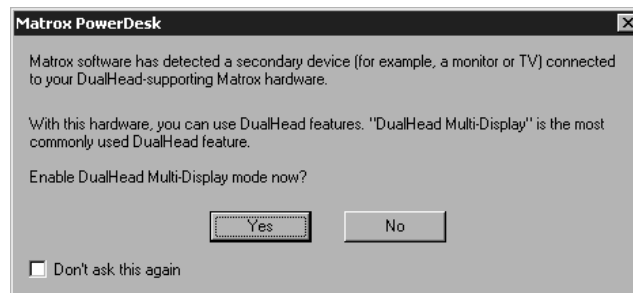 Matrox PowerDesk
Matrox software has detected a secondary device (for example, a monitor or TV) connected
to your DualHead-supporting Matrox hardware.
With this hardware, you can use DualHead features. "DualHead Multi-Display" is the most
commonly used DualHead feature.
Enable DualHead Multi-Display mode now?
Yes No
Don't ask this again